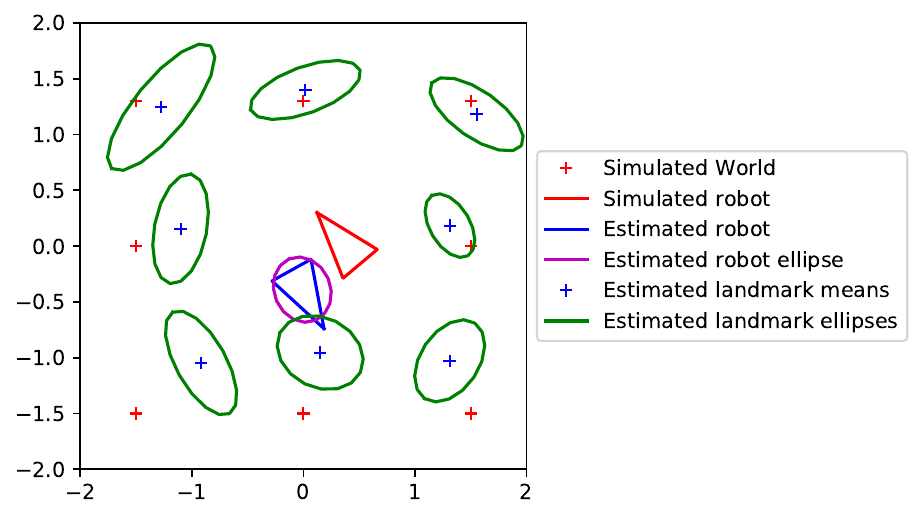 2.0
1.5
1.0
0.5
0.0
−0.5
−1.0
−1.5
−2.0
−2
−1
0
1
2
Simulated World
Simulated robot
Estimated robot
Estimated robot ellipse
Estimated landmark means
Estimated landmark ellipses